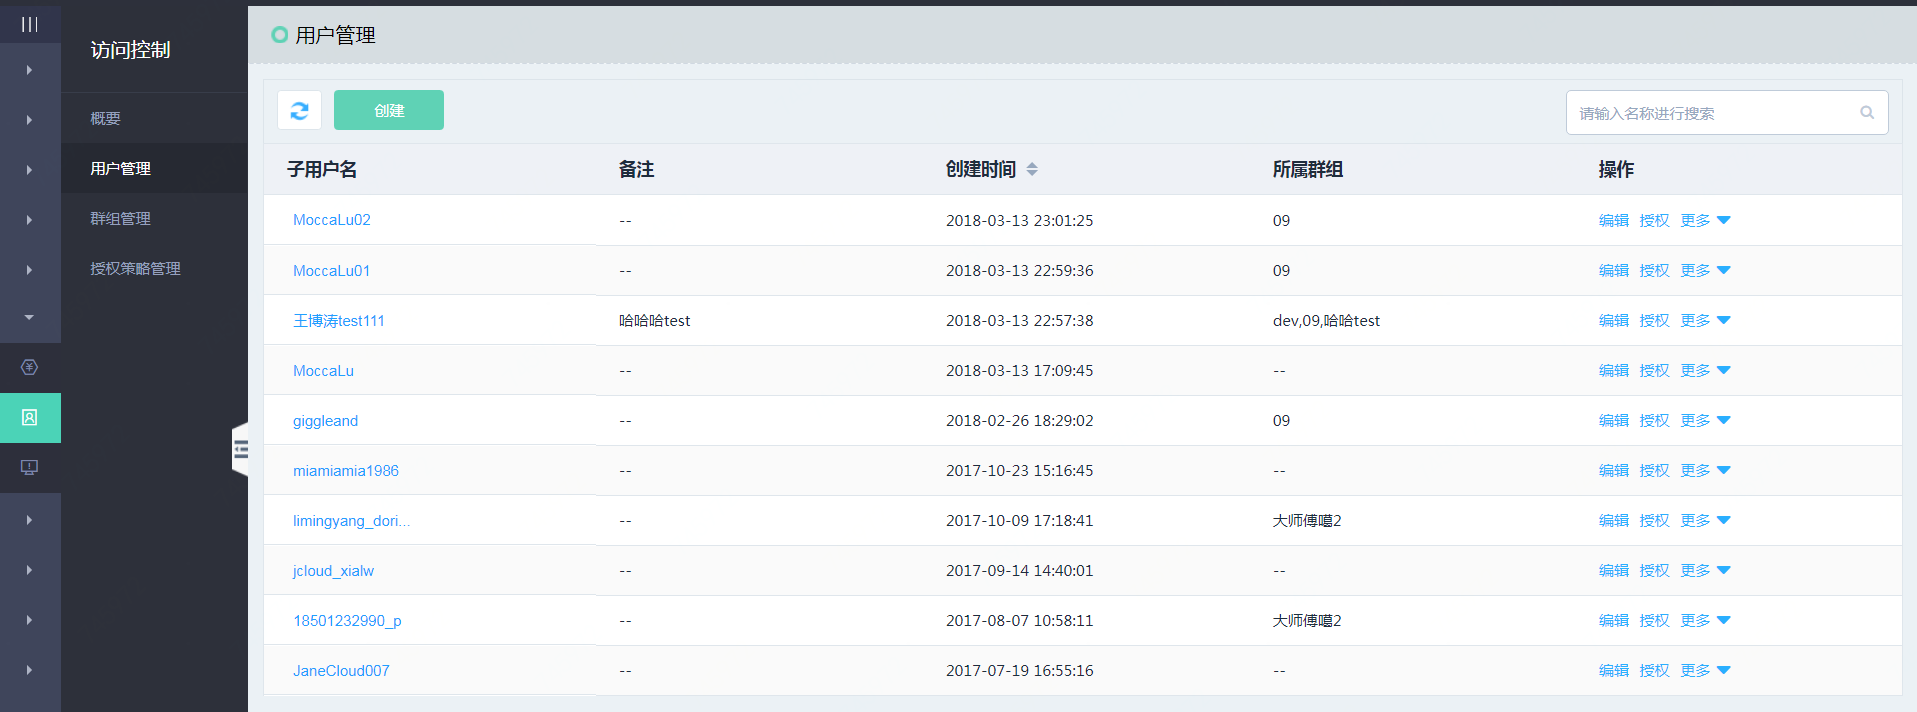 访问控制
概要
用户管理
群组管理
授权策略管理
用户管理
创建
请输入名称进行搜索
子用户名 备注 创建时间 所属群组 操作
MoccaLu02 -- 2018-03-13 23:01:25 09 编辑 授权 更多
MoccaLu01 -- 2018-03-13 22:59:36 09 编辑 授权 更多
王博涛test111 哈哈哈test 2018-03-13 22:57:38 dev,09,哈哈test 编辑 授权 更多
MoccaLu -- 2018-03-13 17:09:45 -- 编辑 授权 更多
giggleand -- 2018-02-26 18:29:02 09 编辑 授权 更多
miamiamia1986 -- 2017-10-23 15:16:45 -- 编辑 授权 更多
limingyang_dori... -- 2017-10-09 17:18:41 大师傅噶2 编辑 授权 更多
jcloud_xialw -- 2017-09-14 14:40:01 -- 编辑 授权 更多
18501232990_p -- 2017-08-07 10:58:11 大师傅噶2 编辑 授权 更多
JaneCloud007 -- 2017-07-19 16:55:16 -- 编辑 授权 更多